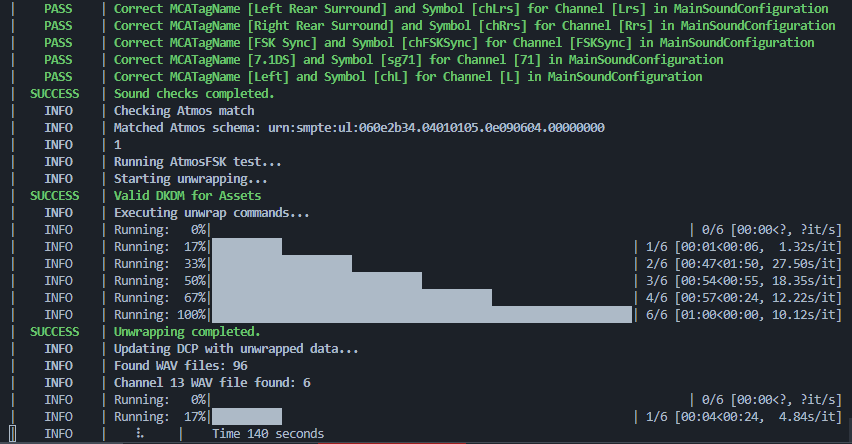 | PASS | Correct MCATagName [Left Rear Surround] and Symbol [chLrs] for Channel [Lrs] in MainSoundConfiguration
| PASS | Correct MCATagName [Right Rear Surround] and Symbol [chRrs] for Channel [Rrs] in MainSoundConfiguration
| PASS | Correct MCATagName [FSK Sync] and Symbol [chFSKSync] for Channel [FSKSync] in MainSoundConfiguration
| PASS | Correct MCATagName [7.1DS] and Symbol [sg71] for Channel [71] in MainSoundConfiguration
| PASS | Correct MCATagName [Left] and Symbol [chL] for Channel [L] in MainSoundConfiguration
| SUCCESS | Sound checks completed.
| INFO | Checking Atmos match
| INFO | Matched Atmos schema: urn:smpte:ul:060e2b34.04010105.0e090604.00000000
| INFO | 1
| INFO | Running AtmosFSK test...
| INFO | Starting unwrapping...
| SUCCESS | Valid DKDM for Assets
| INFO | Executing unwrap commands...
| INFO | Running: 0%| | 0/6 [00:00<?, ?it/s]
| INFO | Running: 17%| | 1/6 [00:01<00:06, 1.32s/it]
| INFO | Running: 33%| | 2/6 [00:47<01:50, 27.50s/it]
| INFO | Running: 50%| | 3/6 [00:54<00:55, 18.35s/it]
| INFO | Running: 67%| | 4/6 [00:57<00:24, 12.22s/it]
| INFO | Running: 100%| | 6/6 [01:00<00:00, 10.12s/it]
| SUCCESS | Unwrapping completed.
| INFO | Updating DCP with unwrapped data...
| INFO | Found WAV files: 96
| INFO | Channel 13 WAV file found: 6
| INFO | Running: 0%| | 0/6 [00:00<?, ?it/s]
| INFO | Running: 17%| | 1/6 [00:04<00:24, 4.84s/it]
| INFO | | Time 140 seconds